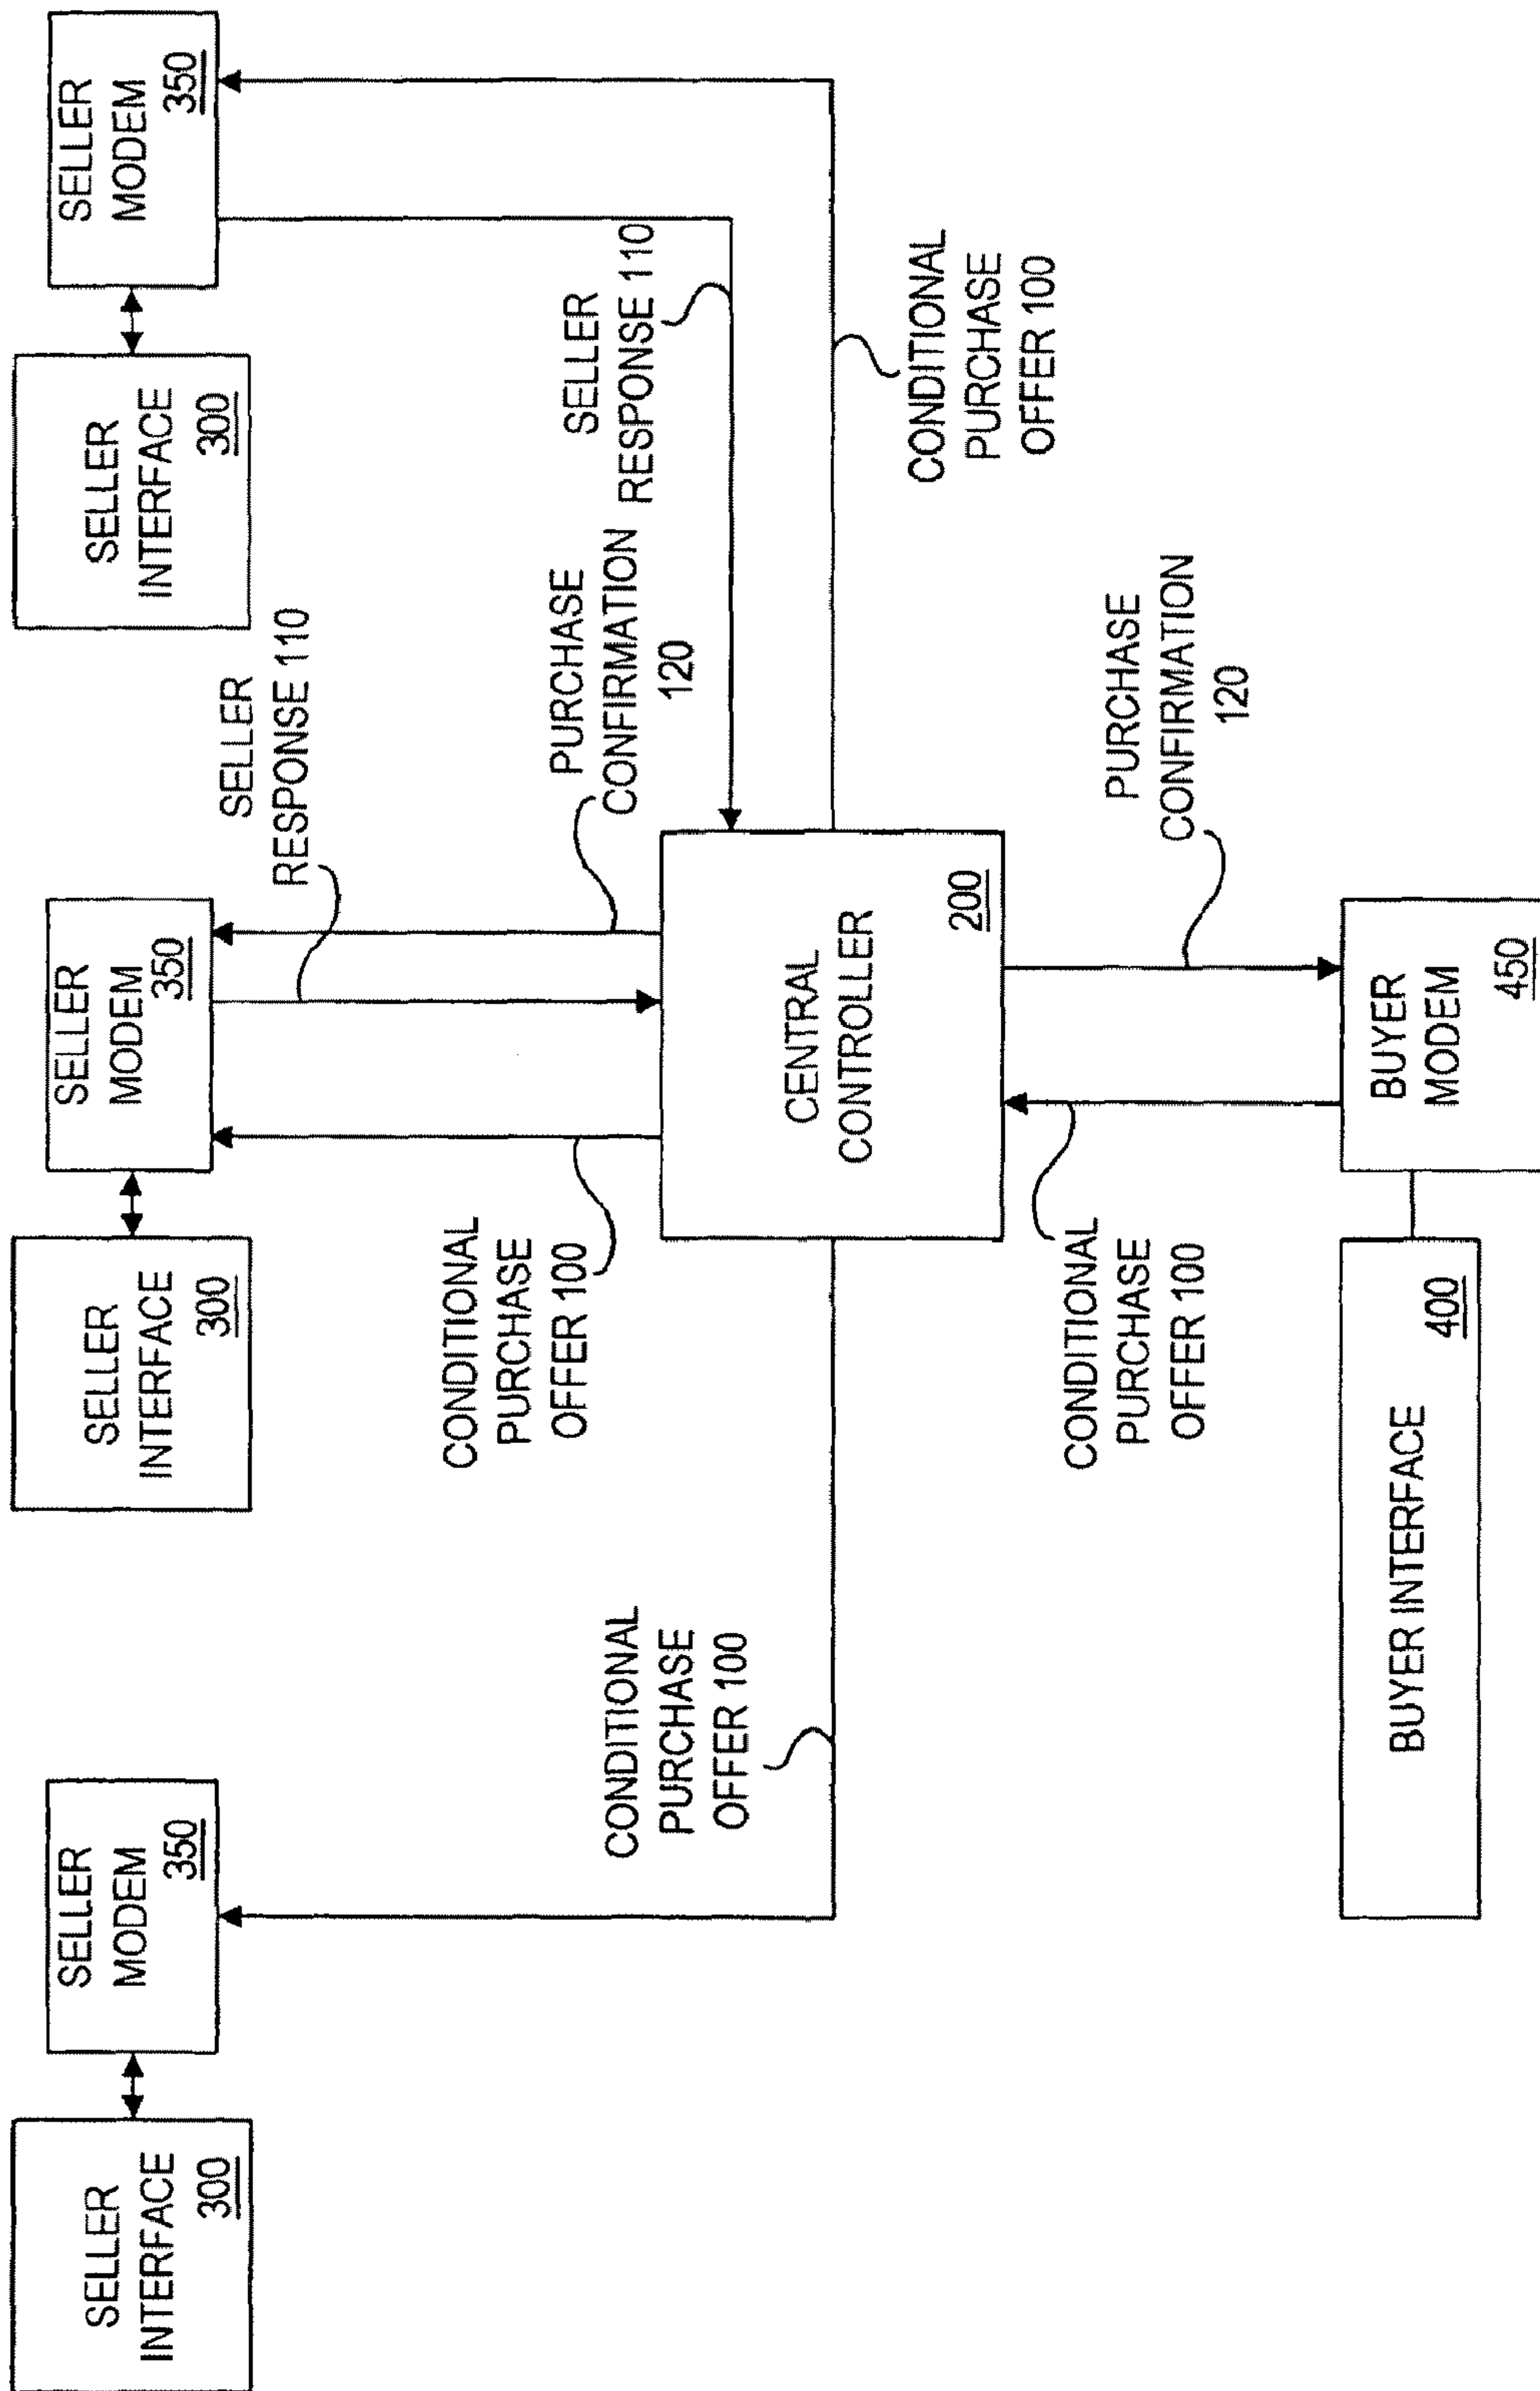 SELLER
INTERFACE
300
SELLER
MODEM
350
SELLER
INTERFACE
300
SELLER
MODEM
350
SELLER
INTERFACE
300
SELLER
MODEM
350
SELLER
RESPONSE 110
CONDITIONAL
PURCHASE
OFFER 100
PURCHASE
CONFIRMATION
120
SELLER
RESPONSE 110
CONDITIONAL
PURCHASE
OFFER 100
CENTRAL
CONTROLLER
200
CONDITIONAL
PURCHASE
OFFER 100
CONDITIONAL
PURCHASE
OFFER 100
PURCHASE
CONFIRMATION
120
BUYER INTERFACE
400
BUYER
MODEM
450